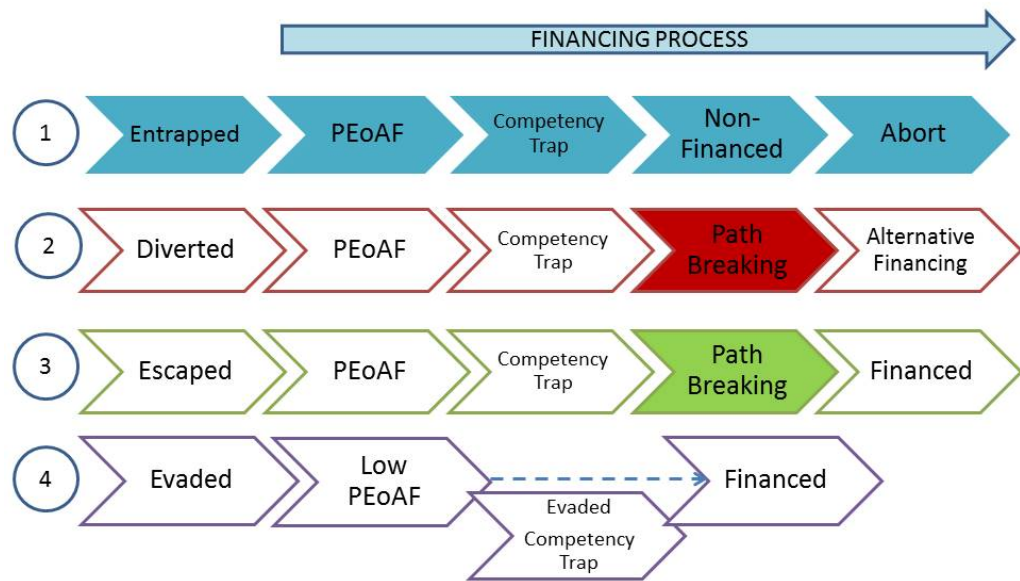 FINANCING PROCESS
1
Entrapped
PEoAF
Competency
Trap
Non-
Financed
Abort
2
Diverted
PEoAF
Competency
Trap
Path
Breaking
Alternative
Financing
3
Escaped
PEoAF
Competency
Trap
Path
Breaking
Financed
4
Evaded
Low
PEoAF
Evaded
Competency
Trap
Financed